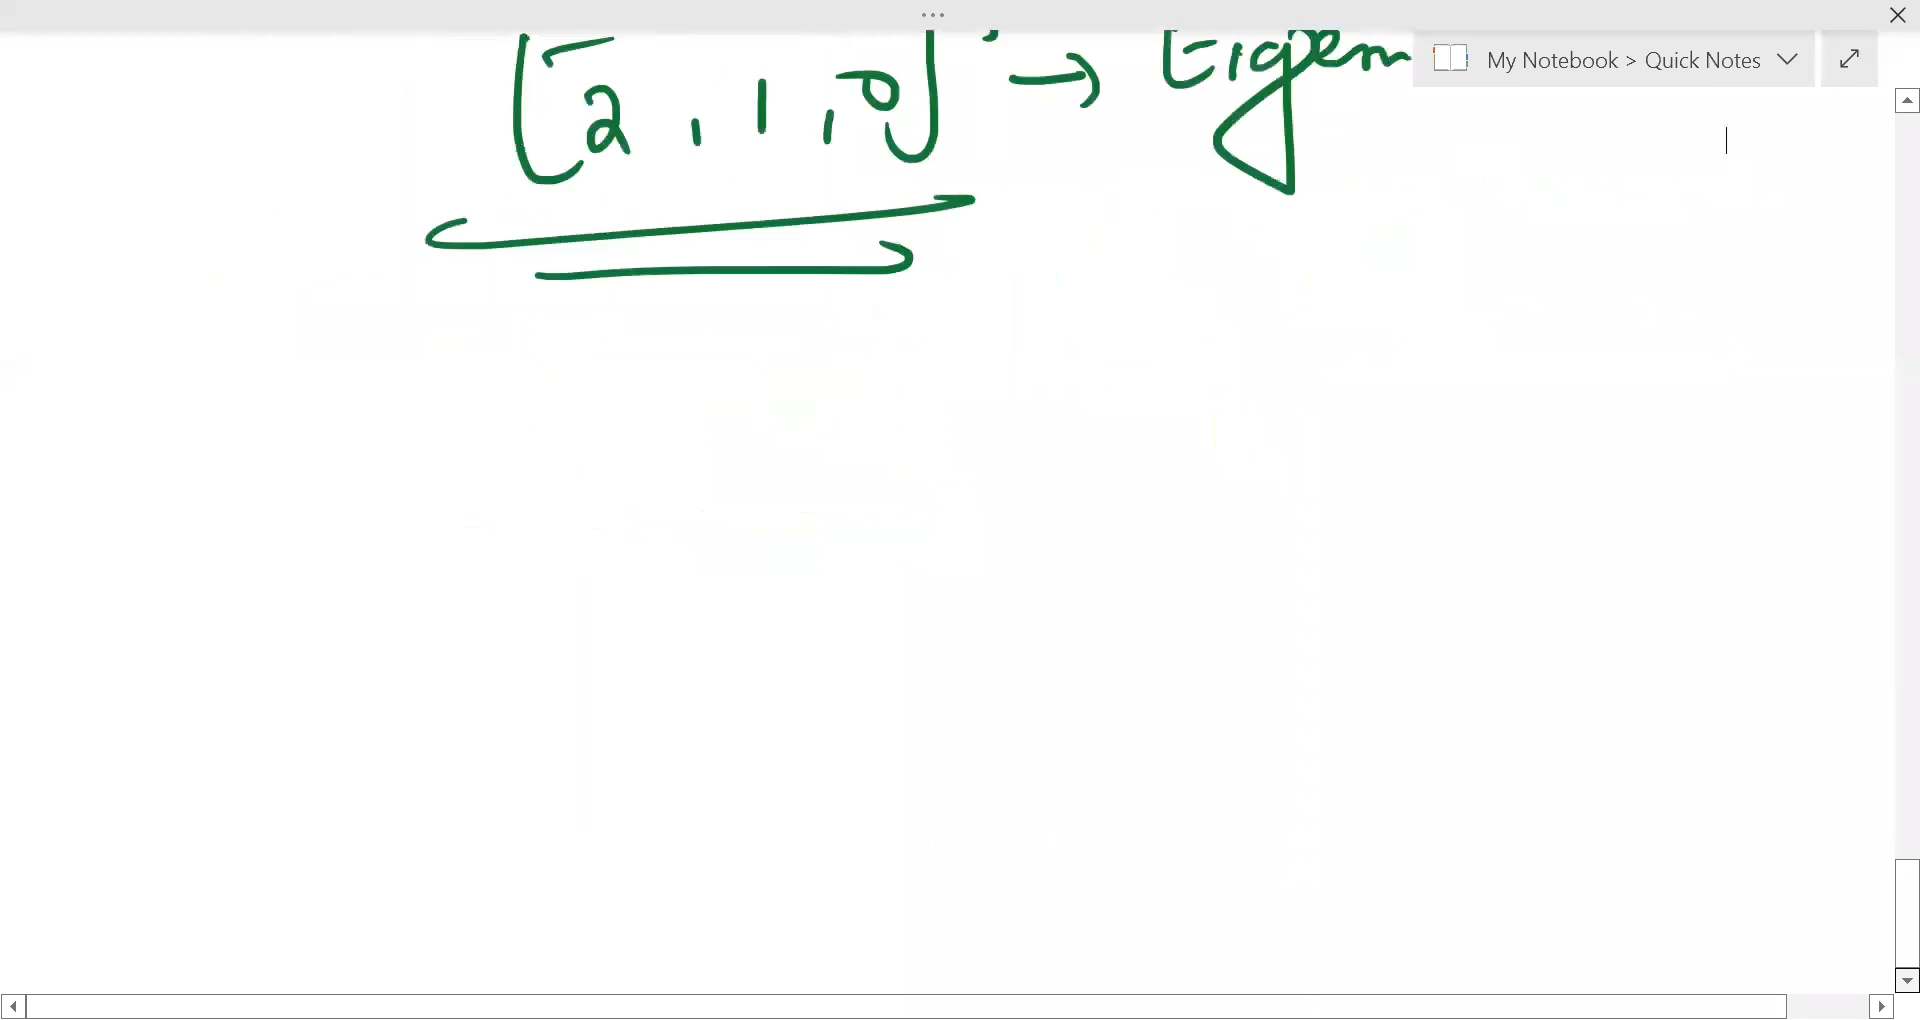 [2, 1, 0] → Eigen
My Notebook > Quick Notes